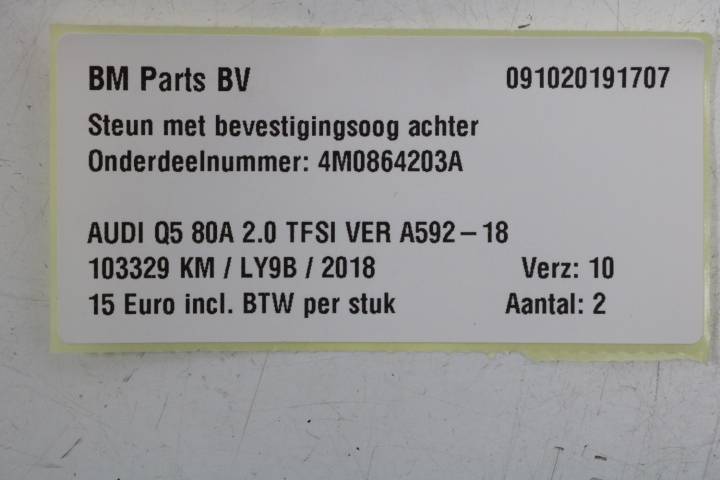 BM Parts BV 091020191707
Steun met bevestigingsoog achter
Onderdeelnummer: 4M0864203A
AUDI Q5 80A 2.0 TFSI VER A592-18
103329 KM / LY9B / 2018 Verz: 10
15 Euro incl. BTW per stuk Aantal: 2